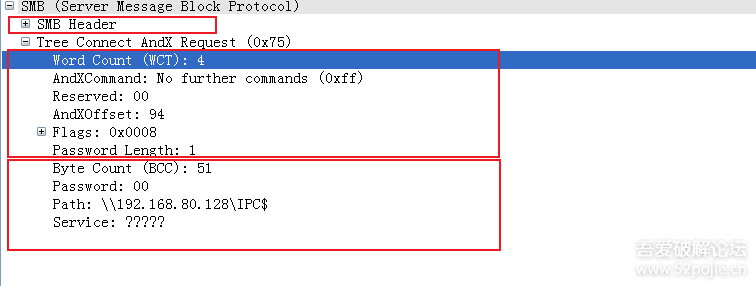 SMB (Server Message Block Protocol)
SMB Header
Tree Connect AndX Request (0x75)
Word Count (WCT): 4
AndXCommand: No further commands (0xff)
Reserved: 00
AndXOffset: 94
Flags: 0x0008
Password Length: 1
Byte Count (BCC): 51
Password: 00
Path: \\192.168.80.128\IPC$
Service: ?????
吾爱破解论坛
www.52pojie.cn